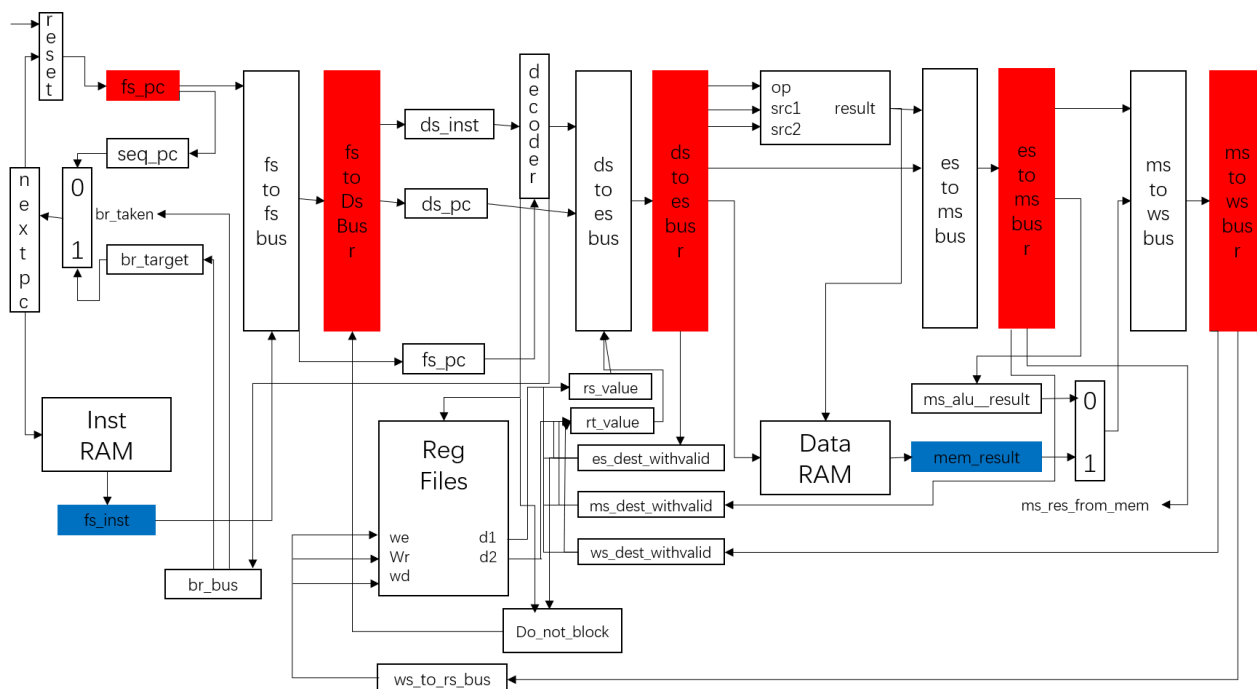 reset
fs_pc
seq_pc
nextpc
0
1
br_taken
br_target
Inst
RAM
fs_inst
br_bus
fs
to
fs
bus
fs
to
Ds
Bus
r
ds_inst
ds_pc
fs_pc
decoder
Reg
Files
we
Wr
wd
d1
d2
Do_not_block
ws_to_rs_bus
ds
to
es
bus
rs_value
rt_value
es_dest_withvalid
ms_dest_withvalid
ws_dest_withvalid
ds
to
es
bus
r
op
src1
src2
result
Data
RAM
es
to
ms
bus
es
to
ms
bus
r
ms_alu__result
mem_result
0
1
ms_res_from_mem
ms
to
ws
bus
ms
to
ws
bus
r